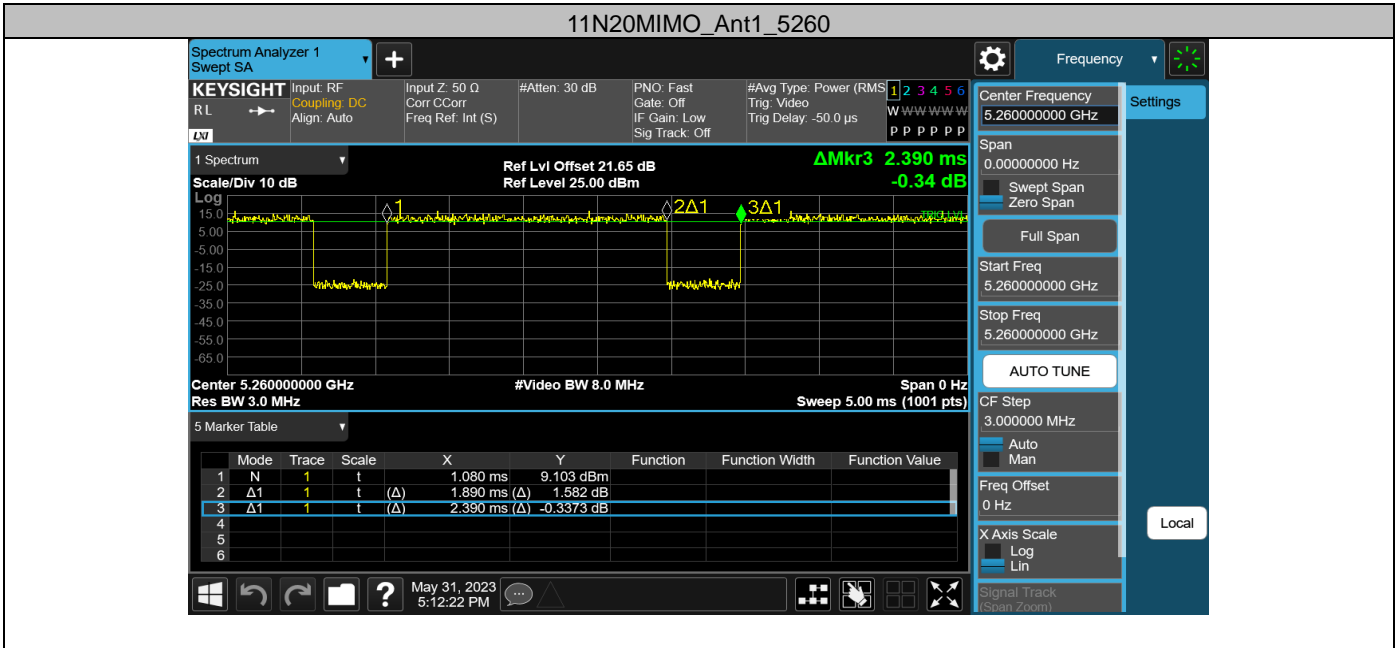 11N20MIMO_Ant1_5260
Spectrum Analyzer 1
Swept SA
Frequency
KEYSIGHT
R L
LXI
Input: RF
Coupling: DC
Align: Auto
Input Z: 50 Ω
Corr CCorr
Freq Ref: Int (S)
#Atten: 30 dB
PNO: Fast
Gate: Off
IF Gain: Low
Sig Track: Off
#Avg Type: Power (RMS
Trig: Video
Trig Delay: -50.0 µs
1 2 3 4 5 6
W W W W W W
P P P P P P
1 Spectrum
Scale/Div 10 dB
Ref Lvl Offset 21.65 dB
Ref Level 25.00 dBm
ΔMkr3 2.390 ms
-0.34 dB
Log
1
2Δ1
3Δ1
15.0
TRIG LVL
5.00
-5.00
-15.0
-25.0
-35.0
-45.0
-55.0
-65.0
Center 5.260000000 GHz
#Video BW 8.0 MHz
Span 0 Hz
Res BW 3.0 MHz
Sweep 5.00 ms (1001 pts)
5 Marker Table
Mode Trace Scale X Y Function Function Width Function Value
1 N 1 t 1.080 ms 9.103 dBm
2 Δ1 1 t (Δ) 1.890 ms (Δ) 1.582 dB
3 Δ1 1 t (Δ) 2.390 ms (Δ) -0.3373 dB
4
5
6
?
May 31, 2023
5:12:22 PM
Center Frequency
5.260000000 GHz
Settings
Span
0.00000000 Hz
Swept Span
Zero Span
Full Span
Start Freq
5.260000000 GHz
Stop Freq
5.260000000 GHz
AUTO TUNE
CF Step
3.000000 MHz
Auto
Man
Freq Offset
0 Hz
Local
X Axis Scale
Log
Lin
Signal Track
(Span Zoom)